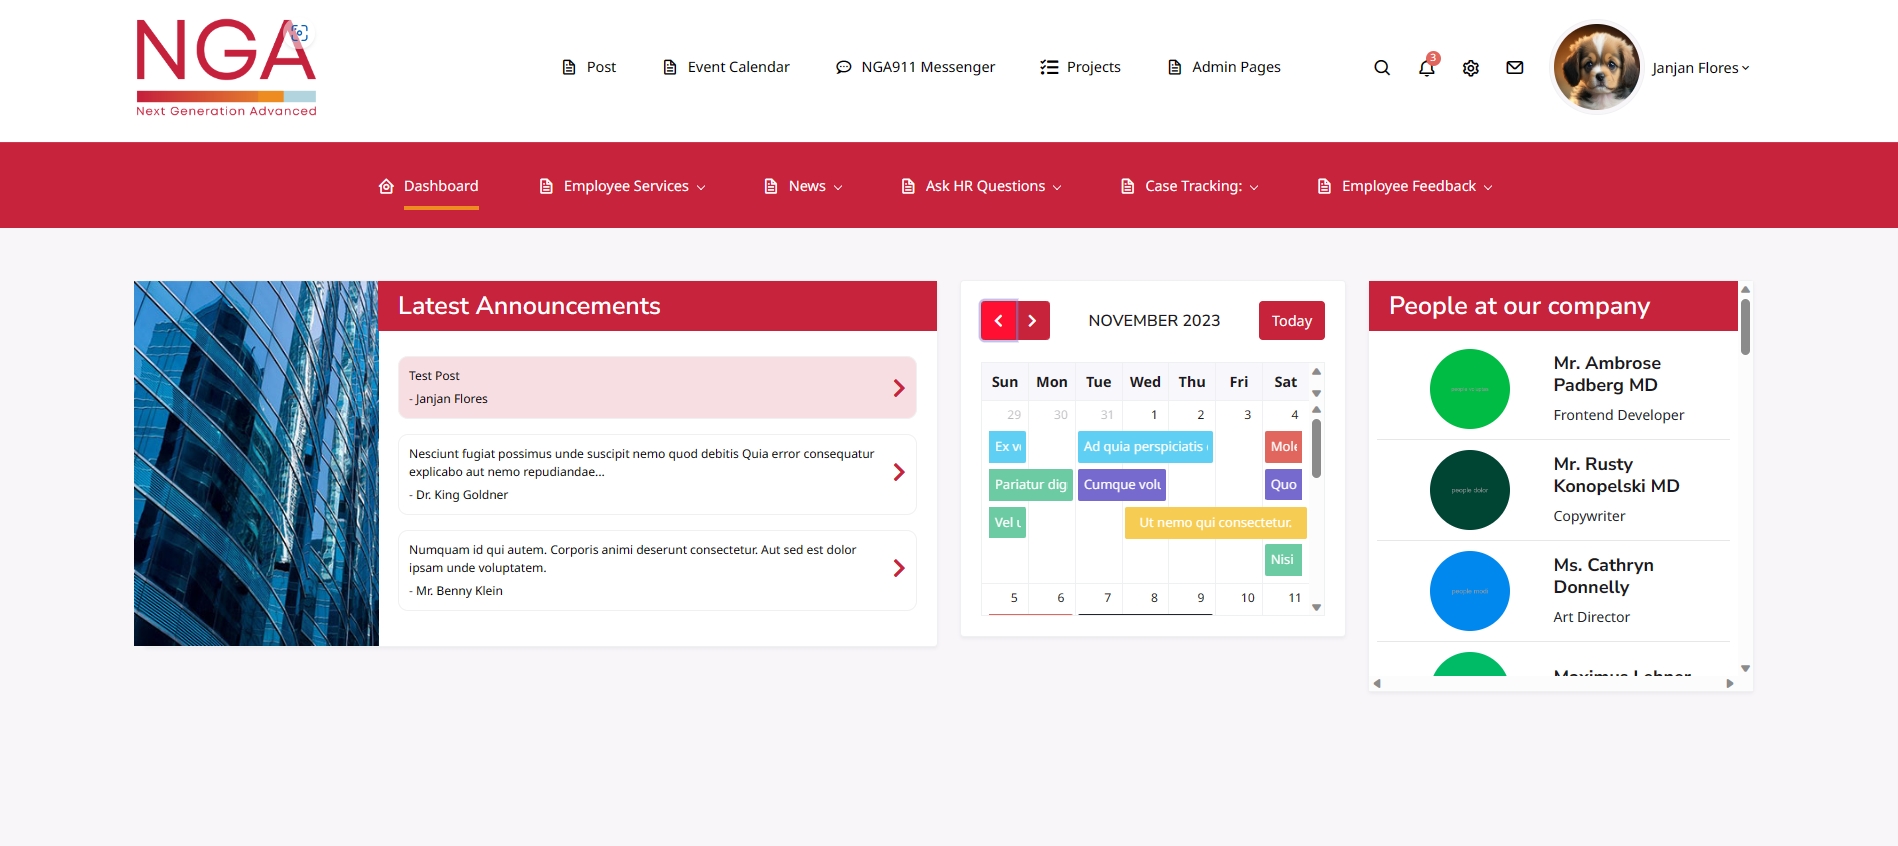 NGA
Next Generation Advanced
Post
Event Calendar
NGA911 Messenger
Projects
Admin Pages
3
Janjan Flores
Dashboard
Employee Services
News
Ask HR Questions
Case Tracking:
Employee Feedback
Latest Announcements
Test Post
- Janjan Flores
Nesciunt fugiat possimus unde suscipit nemo quod debitis Quia error consequatur
explicabo aut nemo repudiandae...
- Dr. King Goldner
Numquam id qui autem. Corporis animi deserunt consectetur. Aut sed est dolor
ipsam unde voluptatem.
- Mr. Benny Klein
NOVEMBER 2023
Today
Sun Mon Tue Wed Thu Fri Sat
29 30 31 1 2 3 4
Ex Ad quia perspiciatis
Pariatur dig Cumque Quo
Vel Ut nemo qui consectetur.
Nisi
5 6 7 8 9 10 11
People at our company
Mr. Ambrose
Padberg MD
Frontend Developer
people dolor
Mr. Rusty
Konopelski MD
Copywriter
people modi
Ms. Cathryn
Donnelly
Art Director